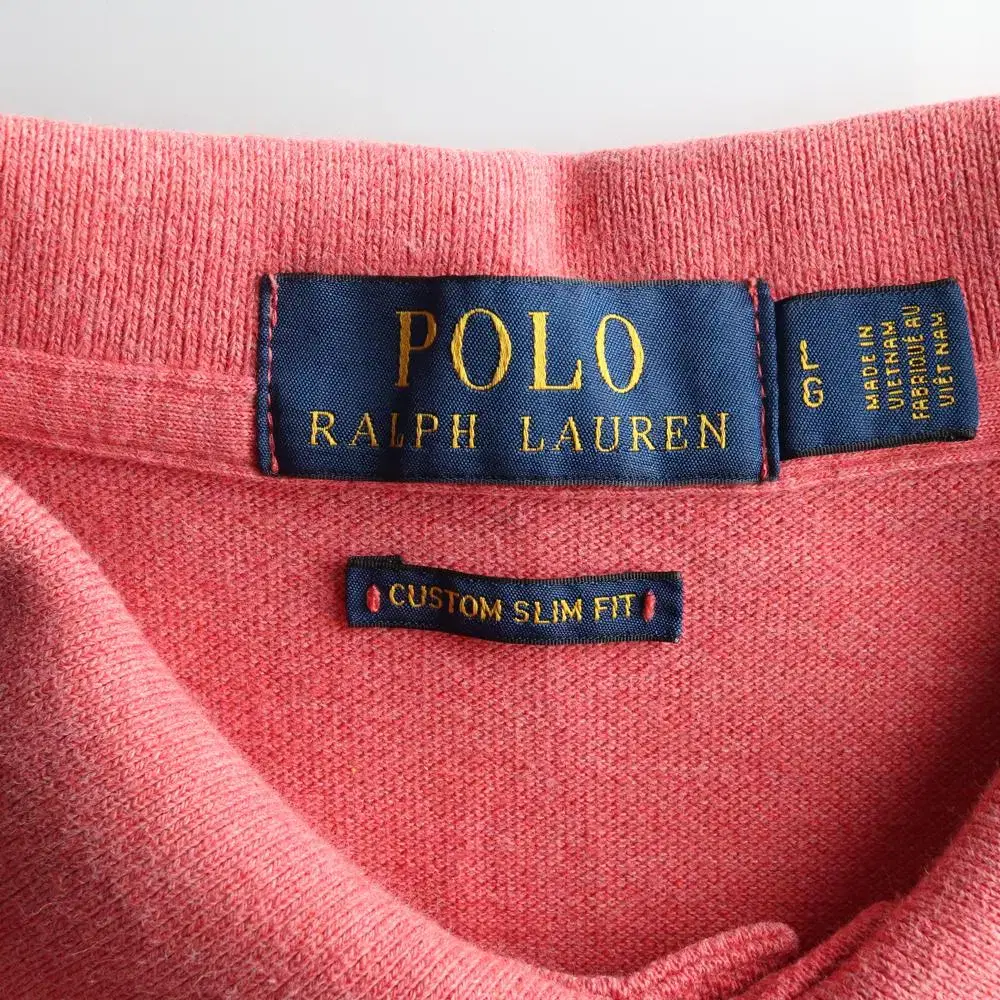 POLO
RALPH LAUREN
L
G
MADE IN
VIETNAM
FABRIQUÉ AU
VIÊT NAM
CUSTOM SLIM FIT